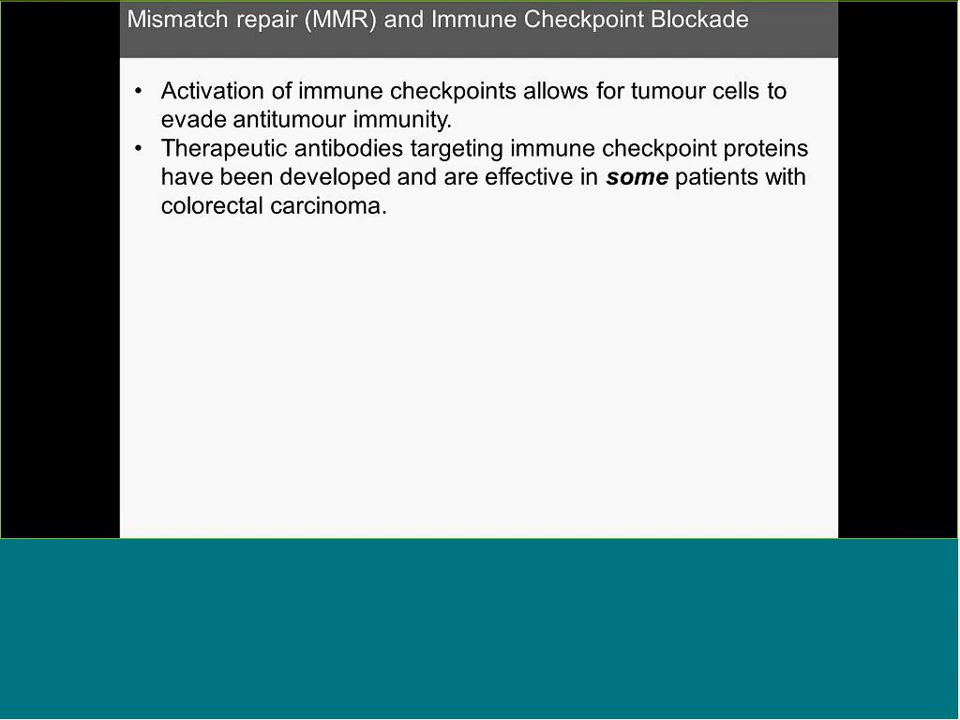 Mismatch repair (MMR) and Immune Checkpoint Blockade
• Activation of immune checkpoints allows for tumour cells to
evade antitumour immunity.
• Therapeutic antibodies targeting immune checkpoint proteins
have been developed and are effective in some patients with
colorectal carcinoma.